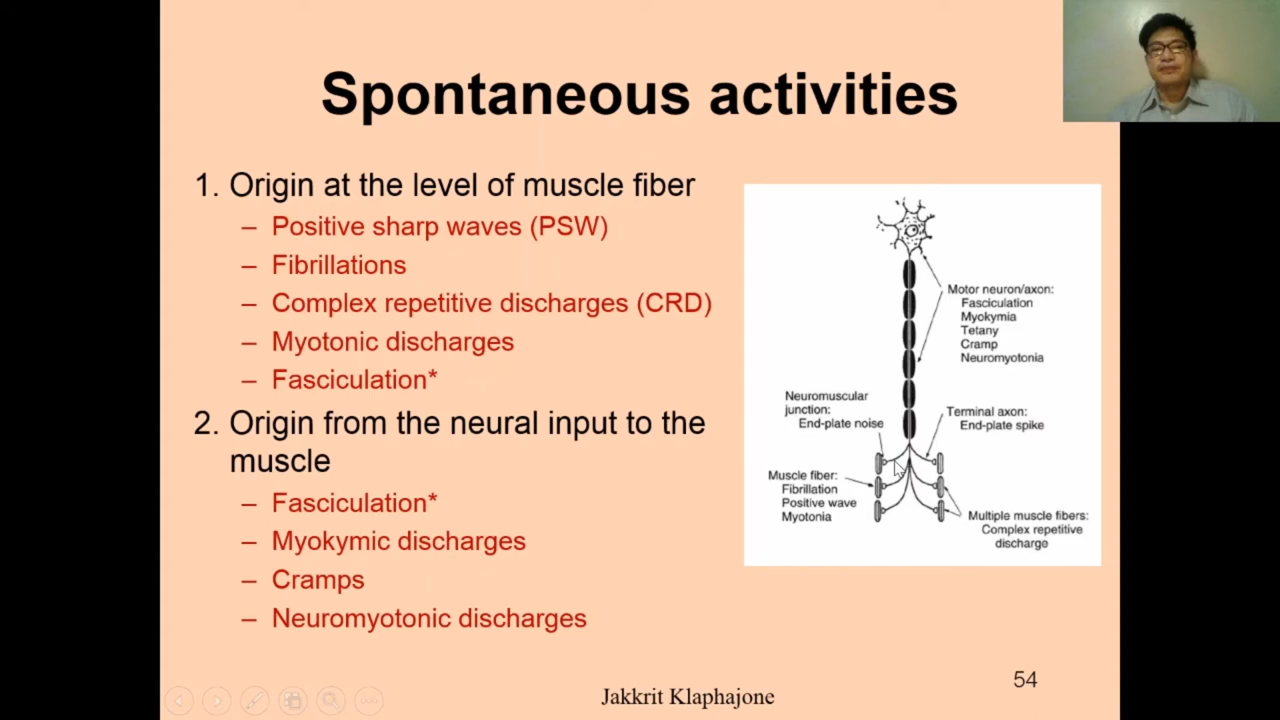 Spontaneous activities
1. Origin at the level of muscle fiber
– Positive sharp waves (PSW)
– Fibrillations
– Complex repetitive discharges (CRD)
– Myotonic discharges
– Fasciculation*
2. Origin from the neural input to the
muscle
– Fasciculation*
– Myokymic discharges
– Cramps
– Neuromyotonic discharges
Motor neuron/axon:
Fasciculation
Myokymia
Tetany
Cramp
Neuromyotonia
Neuromuscular
junction:
End-plate noise
Terminal axon:
End-plate spike
Muscle fiber:
Fibrillation
Positive wave
Myotonia
Multiple muscle fibers:
Complex repetitive
discharge
Jakkrit Klaphajone
54